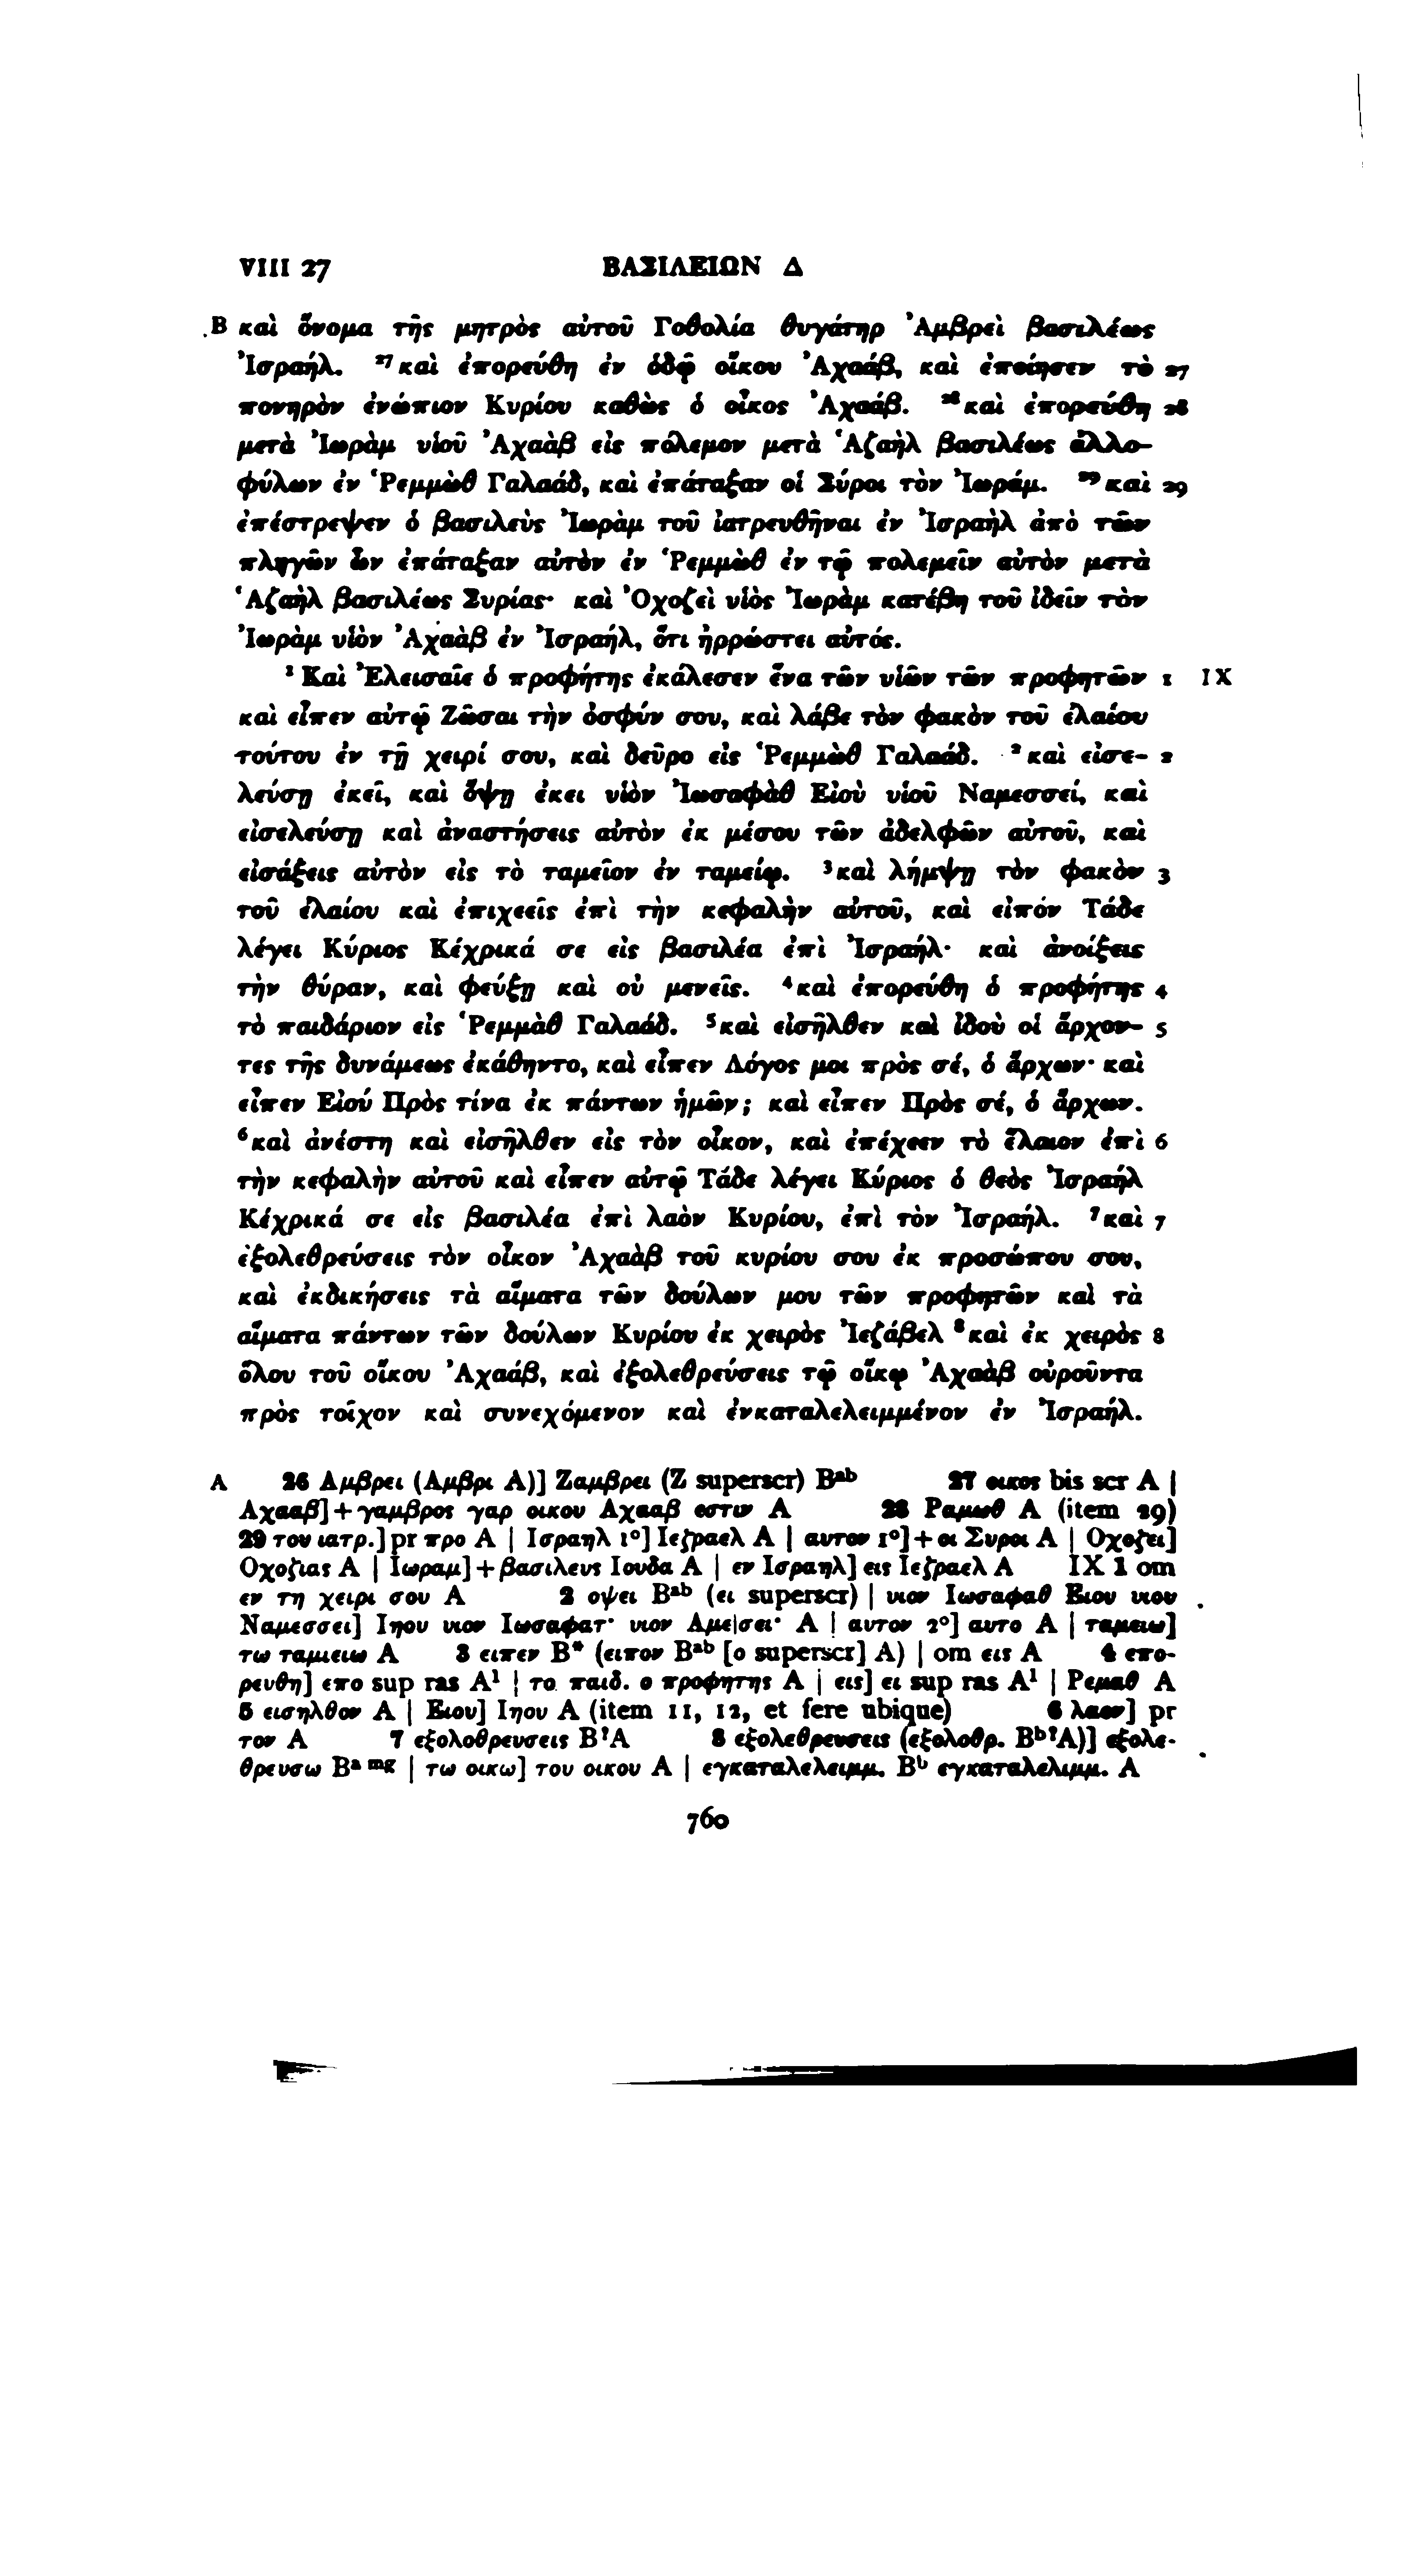 VIII 27 ΒΑΣΙΛΕΙΩΝ Δ
B καὶ ὄνομα τῆς μητρὸς αὐτοῦ Γοθολία θυγάτηρ Ἀμβρεὶ βασιλέως
Ἰσραήλ. ²⁷καὶ ἐπορεύθη ἐν ὁδῷ οἴκου Ἀχαάβ, καὶ ἐποίησεν τὸ 27
πονηρὸν ἐνώπιον Κυρίου καθὼς ὁ οἶκος Ἀχαάβ. ²⁸καὶ ἐπορεύθη 28
μετὰ Ἰωρὰμ υἱοῦ Ἀχαὰβ εἰς πόλεμον μετὰ Ἁζαὴλ βασιλέως ἀλλο-
φύλων ἐν Ῥεμμὼθ Γαλαάδ, καὶ ἐπάταξαν οἱ Σύροι τὸν Ἰωράμ. ²⁹καὶ 29
ἐπέστρεψεν ὁ βασιλεὺς Ἰωρὰμ τοῦ ἰατρευθῆναι ἐν Ἰσραὴλ ἀπὸ τῶν
πληγῶν ὧν ἐπάταξαν αὐτὸν ἐν Ῥεμμὼθ ἐν τῷ πολεμεῖν αὐτὸν μετὰ
Ἁζαὴλ βασιλέως Συρίας· καὶ Ὀχοζεὶ υἱὸς Ἰωρὰμ κατέβη τοῦ ἰδεῖν τὸν
Ἰωρὰμ υἱὸν Ἀχαὰβ ἐν Ἰσραήλ, ὅτι ἠρρώστει αὐτός.
¹ Καὶ Ἐλεισαῖε ὁ προφήτης ἐκάλεσεν ἕνα τῶν υἱῶν τῶν προφητῶν 1 IX
καὶ εἶπεν αὐτῷ Ζῶσαι τὴν ὀσφύν σου, καὶ λάβε τὸν φακὸν τοῦ ἐλαίου
τούτου ἐν τῇ χειρί σου, καὶ δεῦρο εἰς Ῥεμμὼθ Γαλαάδ. ²καὶ εἰσε- 2
λεύσῃ ἐκεῖ, καὶ ὄψῃ ἐκει υἱὸν Ἰωσαφὰθ Εἰοὺ υἱοῦ Ναμεσσεί, καὶ
εἰσελεύσῃ καὶ ἀναστήσεις αὐτὸν ἐκ μέσου τῶν ἀδελφῶν αὐτοῦ, καὶ
εἰσάξεις αὐτὸν εἰς τὸ ταμεῖον ἐν ταμείῳ. ³καὶ λήμψῃ τὸν φακὸν 3
τοῦ ἐλαίου καὶ ἐπιχεεῖς ἐπὶ τὴν κεφαλὴν αὐτοῦ, καὶ εἰπόν Τάδε
λέγει Κύριος Κέχρικά σε εἰς βασιλέα ἐπὶ Ἰσραήλ· καὶ ἀνοίξεις
τὴν θύραν, καὶ φεύξῃ καὶ οὐ μενεῖς. ⁴καὶ ἐπορεύθη ὁ προφήτης 4
τὸ παιδάριον εἰς Ῥεμμὰθ Γαλαάδ. ⁵καὶ εἰσῆλθεν καὶ ἰδοὺ οἱ ἄρχον- 5
τες τῆς δυνάμεως ἐκάθηντο, καὶ εἶπεν Λόγος μοι πρὸς σέ, ὁ ἄρχων· καὶ
εἶπεν Εἰού Πρὸς τίνα ἐκ πάντων ἡμῶν; καὶ εἶπεν Πρὸς σέ, ὁ ἄρχων.
⁶καὶ ἀνέστη καὶ εἰσῆλθεν εἰς τὸν οἶκον, καὶ ἐπέχεεν τὸ ἔλαιον ἐπὶ 6
τὴν κεφαλὴν αὐτοῦ καὶ εἶπεν αὐτῷ Τάδε λέγει Κύριος ὁ θεὸς Ἰσραήλ
Κέχρικά σε εἰς βασιλέα ἐπὶ λαὸν Κυρίου, ἐπὶ τὸν Ἰσραήλ. ⁷καὶ 7
ἐξολεθρεύσεις τὸν οἶκον Ἀχαὰβ τοῦ κυρίου σου ἐκ προσώπου σου,
καὶ ἐκδικήσεις τὰ αἵματα τῶν δούλων μου τῶν προφητῶν καὶ τὰ
αἵματα πάντων τῶν δούλων Κυρίου ἐκ χειρὸς Ἰεζάβελ ⁸καὶ ἐκ χειρὸς 8
ὅλου τοῦ οἴκου Ἀχαάβ, καὶ ἐξολεθρεύσεις τῷ οἴκῳ Ἀχαὰβ οὐροῦντα
πρὸς τοῖχον καὶ συνεχόμενον καὶ ἐνκαταλελειμμένον ἐν Ἰσραήλ.
A 26 Αμβρει (Αμβρι A)] Ζαμβρει (Z superscr) Bᵃᵇ 27 οικος bis scr A |
Αχααβ]+γαμβρος γαρ οικου Αχααβ εστιν A 28 Ραμωθ A (item 29)
29 του ιατρ.] pr προ A | Ισραηλ 1°] Ιεζραελ A | αυτον 1°]+οι Συροι A | Οχοζει]
Οχοζιας A | Ιωραμ]+βασιλευς Ιουδα A | εν Ισραηλ] εις Ιεζραελ A IX 1 om
εν τη χειρι σου A 2 οψει Bᵃᵇ (ει superscr) | υιον Ιωσαφαθ Ειου υιου
Ναμεσσει] Ιηου υιον Ιωσαφατ· υιον Αμε|σει· A | αυτον 2°] αυτο A | ταμειω]
τω ταμιειω A 3 ειπεν B* (ειπον Bᵃᵇ [ο superscr] A) | om εις A 4 επο-
ρευθη] επο sup ras A¹ | το παιδ. ο προφητης A | εις] ει sup ras A¹ | Ρεμαθ A
5 εισηλθον A | Ειου] Ιηου A (item 11, 12, et fere ubique) 6 λαον] pr
τον A 7 εξολοθρευσεις B?A 8 εξολεθρευσεις (εξολοθρ. Bᵇ?A)] εξολε-
θρευσω Bᵃ ᵐᵍ | τω οικω] του οικου A | εγκαταλελειμμ. Bᵇ εγκαταλελιμμ. A
760